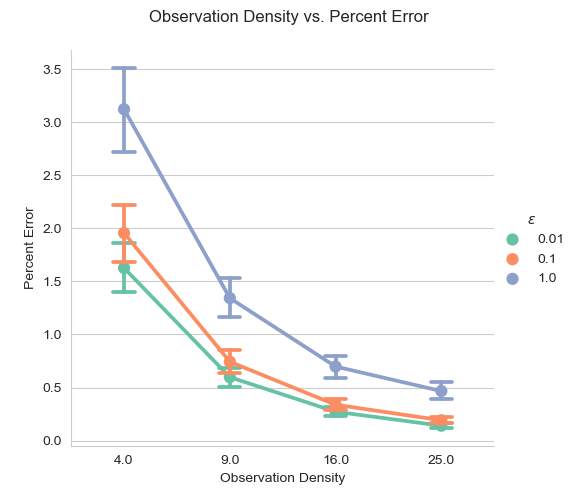 Observation Density vs. Percent Error
3.5
3.0
2.5
2.0
1.5
1.0
0.5
0.0
Percent Error
4.0 9.0 16.0 25.0
Observation Density
ε
0.01
0.1
1.0